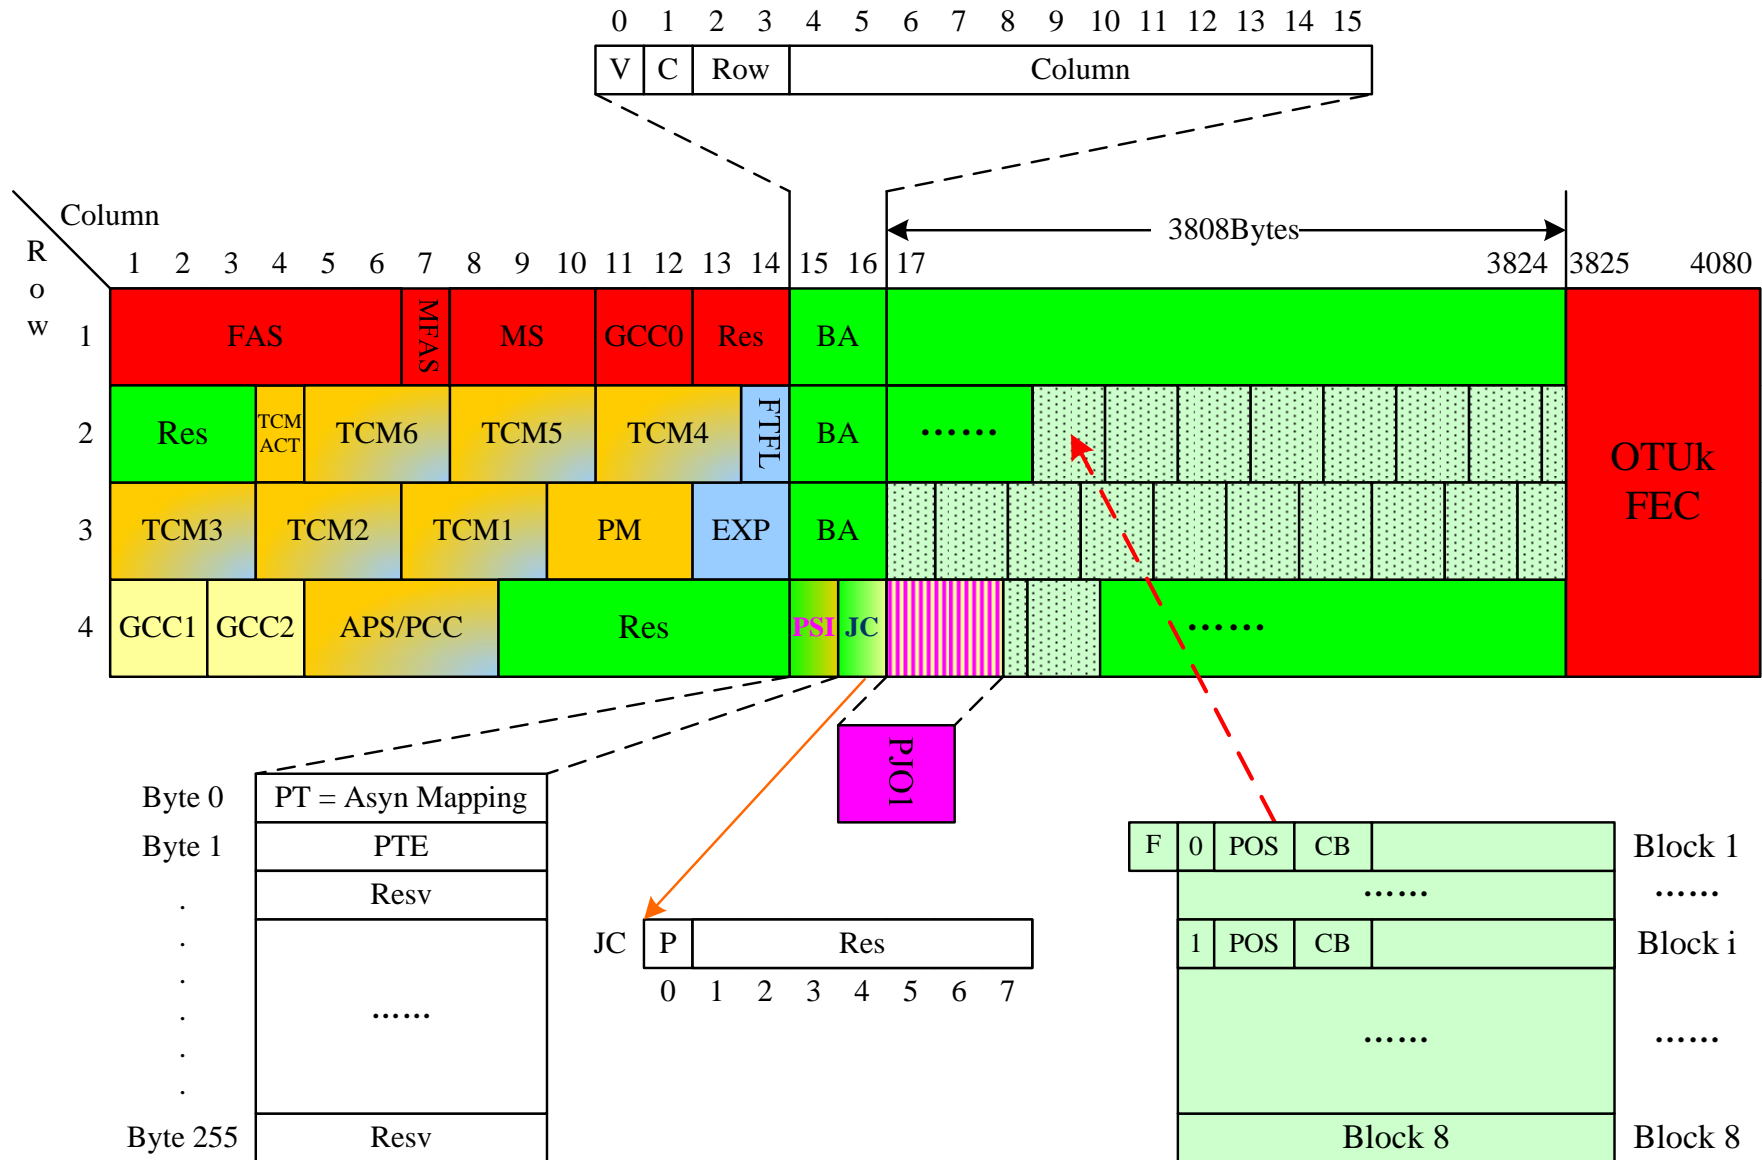 0 1 2 3 4 5 6 7 8 9 10 11 12 13 14 15
V C Row Column
Column
Row
3808Bytes
1 2 3 4 5 6 7 8 9 10 11 12 13 14 15 16 17 3824 3825 4080
1 FAS MFAS MS GCC0 Res BA
2 Res TCM ACT TCM6 TCM5 TCM4 FTFL BA ......
3 TCM3 TCM2 TCM1 PM EXP BA
OTUk
FEC
4 GCC1 GCC2 APS/PCC Res PSI JC ......
PJO1
Byte 0 PT = Asyn Mapping
Byte 1 PTE
. Resv
.
.
. ......
.
.
Byte 255 Resv
JC P Res
0 1 2 3 4 5 6 7
F 0 POS CB Block 1
...... ......
1 POS CB Block i
...... ......
Block 8 Block 8